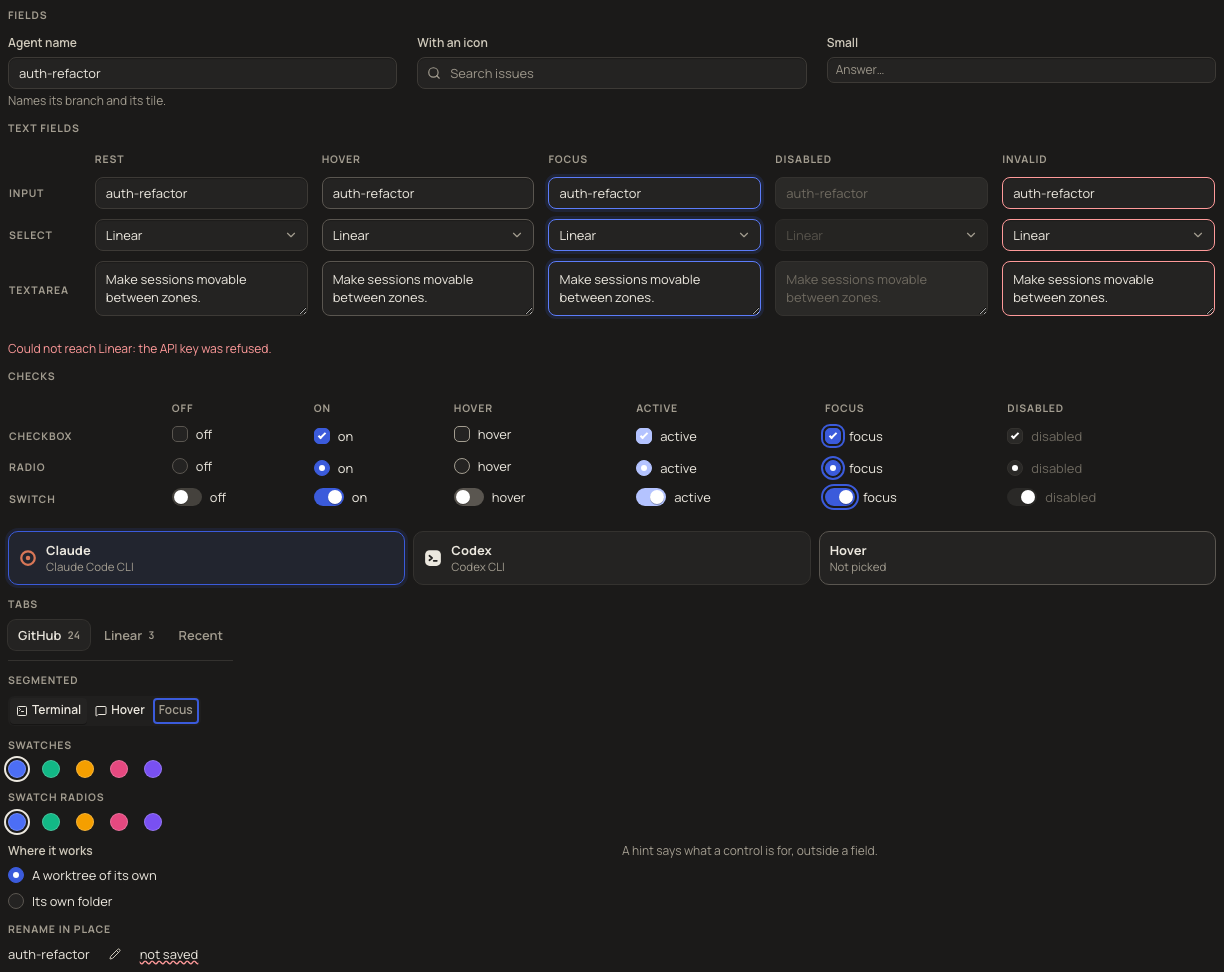 FIELDS
Agent name
With an icon
Small
auth-refactor
Search issues
Answer…
Names its branch and its tile.
TEXT FIELDS
REST HOVER FOCUS DISABLED INVALID
INPUT auth-refactor auth-refactor auth-refactor auth-refactor auth-refactor
SELECT Linear Linear Linear Linear Linear
TEXTAREA
Make sessions movable
between zones.
Make sessions movable
between zones.
Make sessions movable
between zones.
Make sessions movable
between zones.
Make sessions movable
between zones.
Could not reach Linear: the API key was refused.
CHECKS
OFF ON HOVER ACTIVE FOCUS DISABLED
CHECKBOX off on hover active focus disabled
RADIO off on hover active focus disabled
SWITCH off on hover active focus disabled
Claude
Claude Code CLI
Codex
Codex CLI
Hover
Not picked
TABS
GitHub 24 Linear 3 Recent
SEGMENTED
Terminal Hover Focus
SWATCHES
SWATCH RADIOS
Where it works
A hint says what a control is for, outside a field.
A worktree of its own
Its own folder
RENAME IN PLACE
auth-refactor not saved